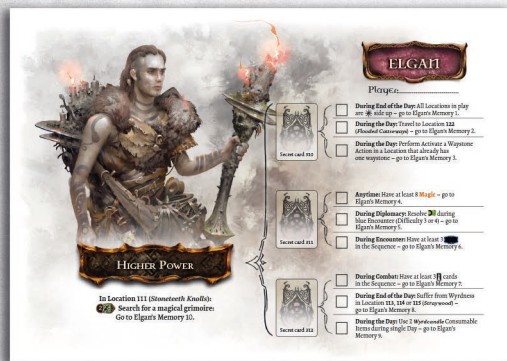 ELGAN
Player:
During End of the Day: All Locations in play
are side up – go to Elgan's Memory 1.
During the Day: Travel to Location 122
(Flooded Causeways) – go to Elgan's Memory 2.
During the Day: Perform Activate a Waystone
Action in a Location that already has
one waystone – go to Elgan's Memory 3.
Secret card #12
Anytime: Have at least 8 Magic – go to
Elgan's Memory 4.
During Diplomacy: Resolve during
blue Encounter (Difficulty 3 or 4) – go to
Elgan's Memory 5.
During Encounter: Have at least 3
in the Sequence – go to Elgan's Memory 6.
Secret card #11
During Combat: Have at least 3 cards
in the Sequence – go to Elgan's Memory 7.
During End of the Day: Suffer from Wyrdness
in Location 113, 114 or 115 (Straywood) –
go to Elgan's Memory 8.
During the Day: Use 2 Wyrdcandle Consumable
Items during single Day – go to Elgan's
Memory 9.
HIGHER POWER
In Location 111 (Stoneteeth Knolls):
Search for a magical grimoire:
Go to Elgan's Memory 10.